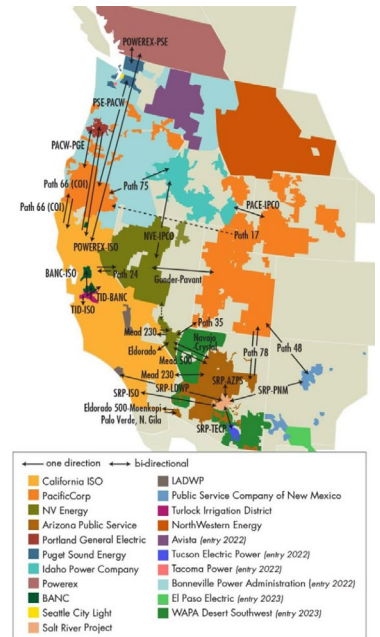 POWEREX-PSE
PSE-PACW
PACW-PGE
Path 66 (COI)
Path 75
Path 66 (COI)
PACE-IPCO
Path 17
POWEREX-ISO
NVE-IPCO
BANC-ISO
Path 24
Gonder-Pavant
TID-BANC
TID-ISO
Path 35
Mead 230
Navajo
Crystal
Eldorado
Mead 500
Path 48
Path 78
Mead 230
SRP-AZPS
SRP-LDWP
SRP-ISO
SRP-PNM
Eldorado 500-Moenkopi
Palo Verde, N. Gila
SRP-TECP
one direction
bi-directional
California ISO
PacificCorp
NV Energy
Arizona Public Service
Portland General Electric
Puget Sound Energy
Idaho Power Company
Powerex
BANC
Seattle City Light
Salt River Project
LADWP
Public Service Company of New Mexico
Turlock Irrigation District
NorthWestern Energy
Avista (entry 2022)
Tucson Electric Power (entry 2022)
Tacoma Power (entry 2022)
Bonneville Power Administration (entry 2022)
El Paso Electric (entry 2023)
WAPA Desert Southwest (entry 2023)